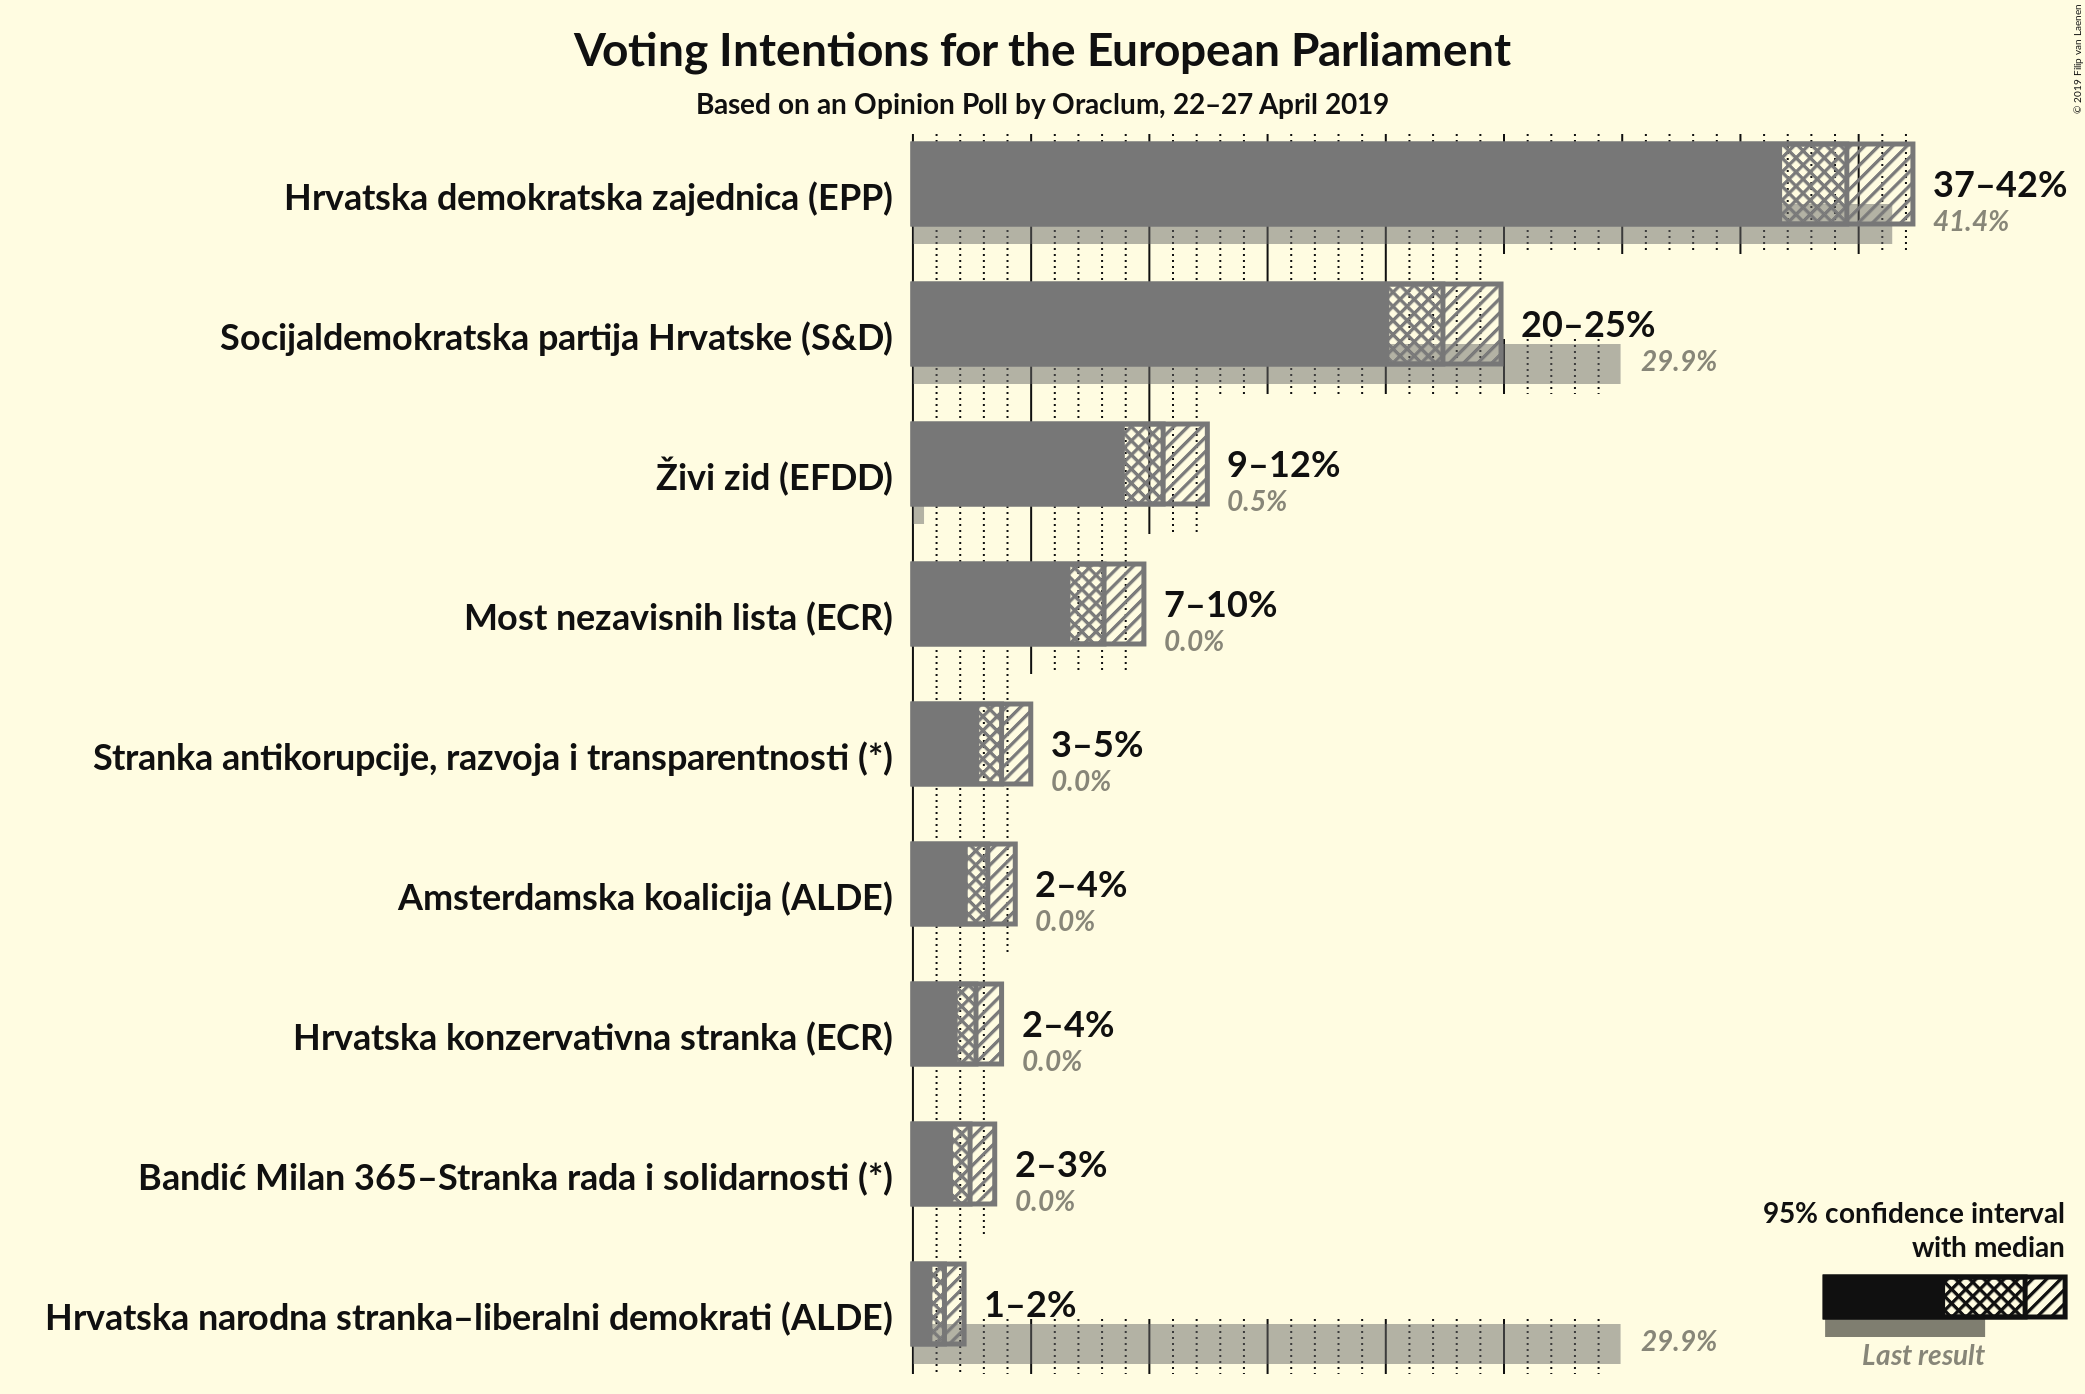 Voting Intentions for the European Parliament
Based on an Opinion Poll by Oraclum, 22–27 April 2019
© 2019 Filip van Laenen
Hrvatska demokratska zajednica (EPP)
37–42%
41.4%
Socijaldemokratska partija Hrvatske (S&D)
20–25%
29.9%
Živi zid (EFDD)
9–12%
0.5%
Most nezavisnih lista (ECR)
7–10%
0.0%
Stranka antikorupcije, razvoja i transparentnosti (*)
3–5%
0.0%
Amsterdamska koalicija (ALDE)
2–4%
0.0%
Hrvatska konzervativna stranka (ECR)
2–4%
0.0%
Bandić Milan 365–Stranka rada i solidarnosti (*)
2–3%
0.0%
Hrvatska narodna stranka–liberalni demokrati (ALDE)
1–2%
29.9%
95% confidence interval
with median
Last result